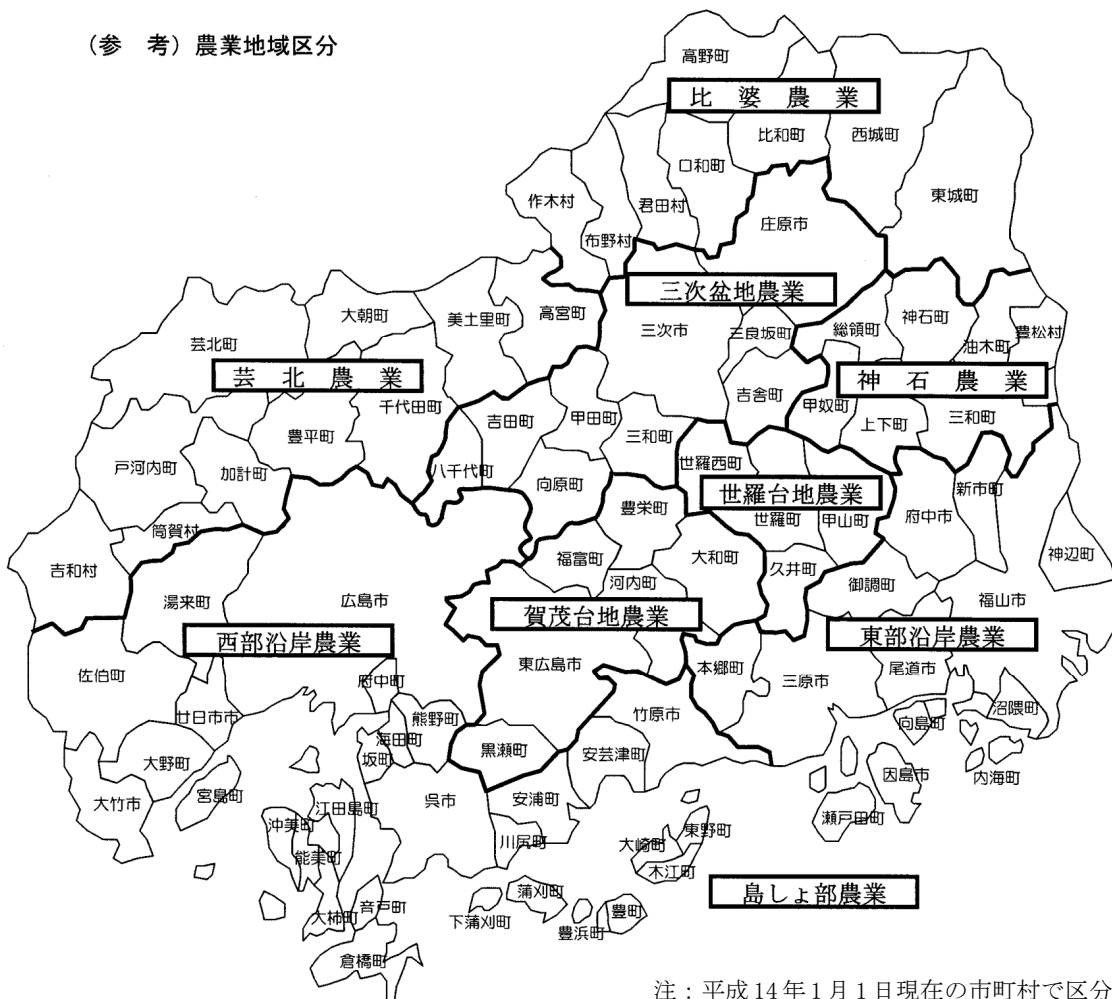 (参 考)農業地域区分
高野町
比 婆 農 業
比和町
西城町
口和町
東城町
作木村
君田村
庄原市
布野村
三次盆地農業
大朝町
美土里町
高宮町
三次市
三良坂町
総領町
神石町
豊松村
芸北町
油木町
芸 北 農 業
神 石 農 業
千代田町
吉田町
甲田町
吉舎町
甲奴町
上下町
三和町
豊平町
三和町
戸河内町
加計町
八千代町
世羅西町
向原町
世羅台地農業
新市町
豊栄町
世羅町
甲山町
府中市
筒賀村
福富町
大和町
神辺町
吉和村
河内町
久井町
御調町
湯来町
広島市
福山市
賀茂台地農業
西部沿岸農業
東部沿岸農業
佐伯町
東広島市
本郷町
三原市
尾道市
府中町
廿日市市
熊野町
竹原市
沼隈町
向島町
海田町
黒瀬町
安芸津町
坂町
大野町
内海町
因島市
宮島町
大竹市
呉市
安浦町
江田島町
瀬戸田町
沖美町
東野町
川尻町
大崎町
能美町
木江町
島しょ部農業
蒲刈町
大柿町
音戸町
下蒲刈町
豊町
豊浜町
倉橋町
注:平成14年1月1日現在の市町村で区分